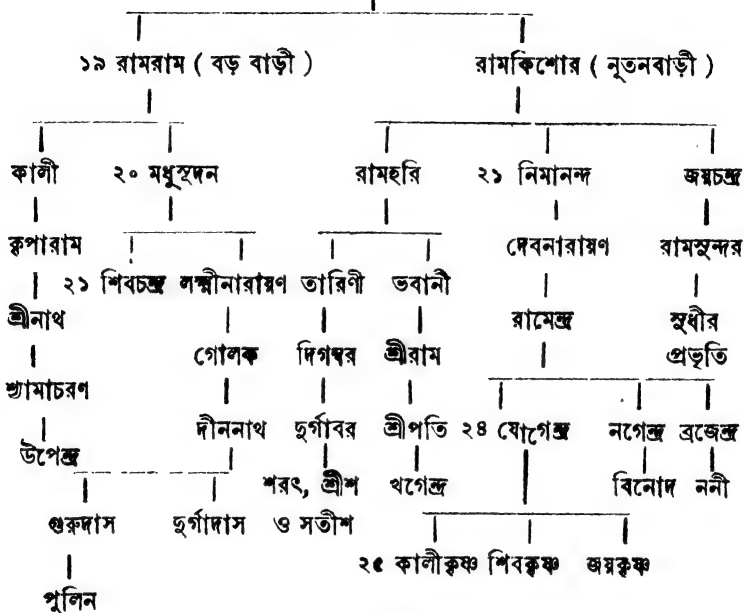 ১৯ রামরাম ( বড় বাড়ী ) রামকিশোর ( নূতনবাড়ী )
কালী ২০ মধুসূদন রামহরি ২১ নিমানন্দ জয়চন্দ্র
কৃপারাম দেবনারায়ণ রামসুন্দর
২১ শিবচন্দ্র লক্ষ্মীনারায়ণ তারিণী ভবানী
শ্রীনাথ রামেন্দ্র সুধীর
গোলক দিগম্বর শ্রীরাম প্রভৃতি
শ্যামাচরণ
দীননাথ দুর্গাবর শ্রীপতি ২৪ যোগেন্দ্র নগেন্দ্র ব্রজেন্দ্র
উপেন্দ্র
শরৎ, শ্রীশ খগেন্দ্র বিনোদ ননী
গুরুদাস দুর্গাদাস ও সতীশ
২৫ কালীকৃষ্ণ শিবকৃষ্ণ জয়কৃষ্ণ
পুলিন